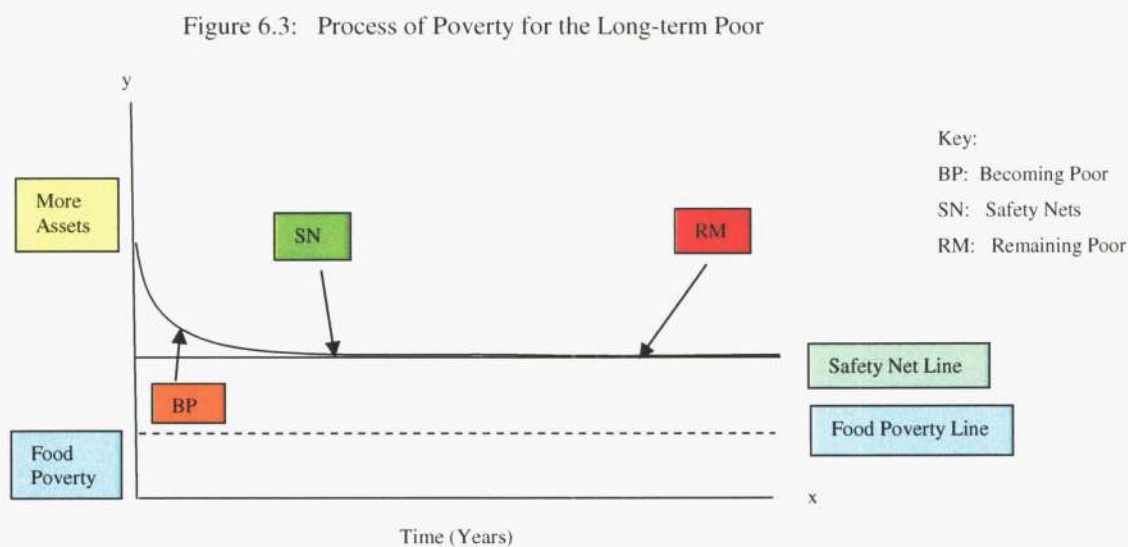 Figure 6.3: Process of Poverty for the Long-term Poor
y
Key:
BP: Becoming Poor
SN: Safety Nets
RM: Remaining Poor
More
Assets
SN
RM
Safety Net Line
BP
Food Poverty Line
Food
Poverty
x
Time (Years)